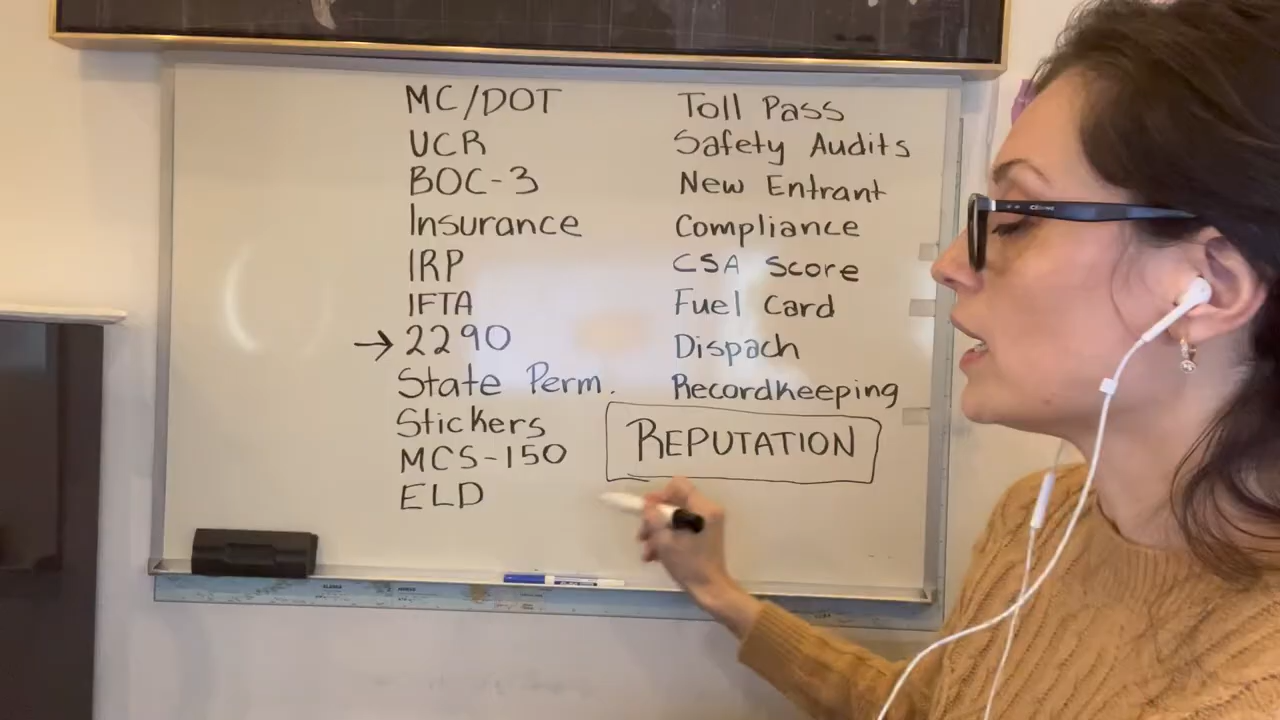 MC/DOT
UCR
BOC-3
Insurance
IRP
IFTA
→ 2290
State Perm.
Stickers
MCS-150
ELD
Toll Pass
Safety Audits
New Entrant
Compliance
CSA Score
Fuel Card
Dispach
Recordkeeping
REPUTATION